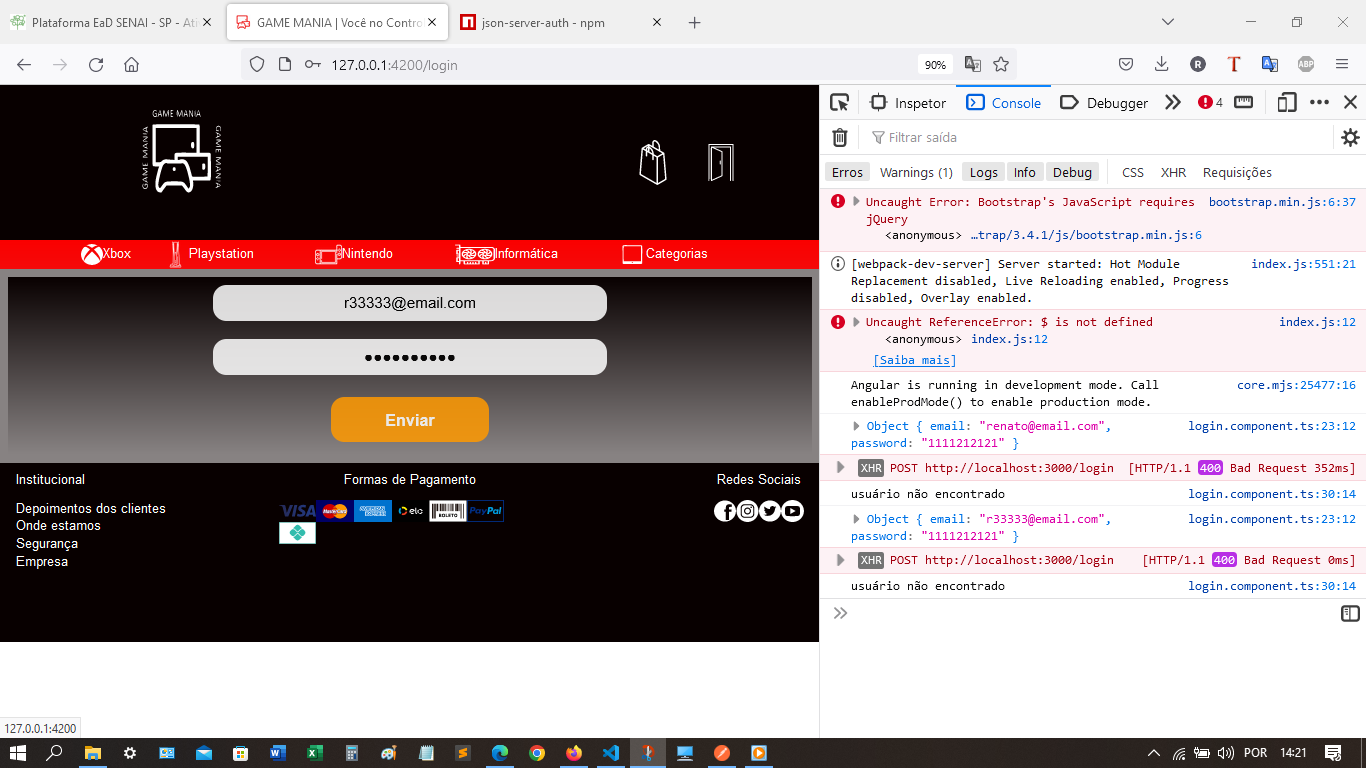 Plataforma EaD SENAI - SP - Ati
GAME MANIA | Você no Contro
json-server-auth - npm
127.0.0.1:4200/login
90%
R
T
ABP
GAME MANIA
GAME MANIA
GAME MANIA
Xbox
Playstation
Nintendo
Informática
Categorias
r33333@email.com
••••••••••
Enviar
Institucional
Depoimentos dos clientes
Onde estamos
Segurança
Empresa
Formas de Pagamento
VISA MasterCard elo BOLETO PayPal
Redes Sociais
127.0.0.1:4200
Inspetor
Console
Debugger
4
Filtrar saída
Erros
Warnings (1)
Logs
Info
Debug
CSS
XHR
Requisições
Uncaught Error: Bootstrap's JavaScript requires bootstrap.min.js:6:37
jQuery
<anonymous> …trap/3.4.1/js/bootstrap.min.js:6
[webpack-dev-server] Server started: Hot Module index.js:551:21
Replacement disabled, Live Reloading enabled, Progress
disabled, Overlay enabled.
Uncaught ReferenceError: $ is not defined index.js:12
<anonymous> index.js:12
[Saiba mais]
Angular is running in development mode. Call core.mjs:25477:16
enableProdMode() to enable production mode.
Object { email: "renato@email.com", login.component.ts:23:12
password: "1111212121" }
XHR POST http://localhost:3000/login [HTTP/1.1 400 Bad Request 352ms]
usuário não encontrado login.component.ts:30:14
Object { email: "r33333@email.com", login.component.ts:23:12
password: "1111212121" }
XHR POST http://localhost:3000/login [HTTP/1.1 400 Bad Request 0ms]
usuário não encontrado login.component.ts:30:14
POR
14:21